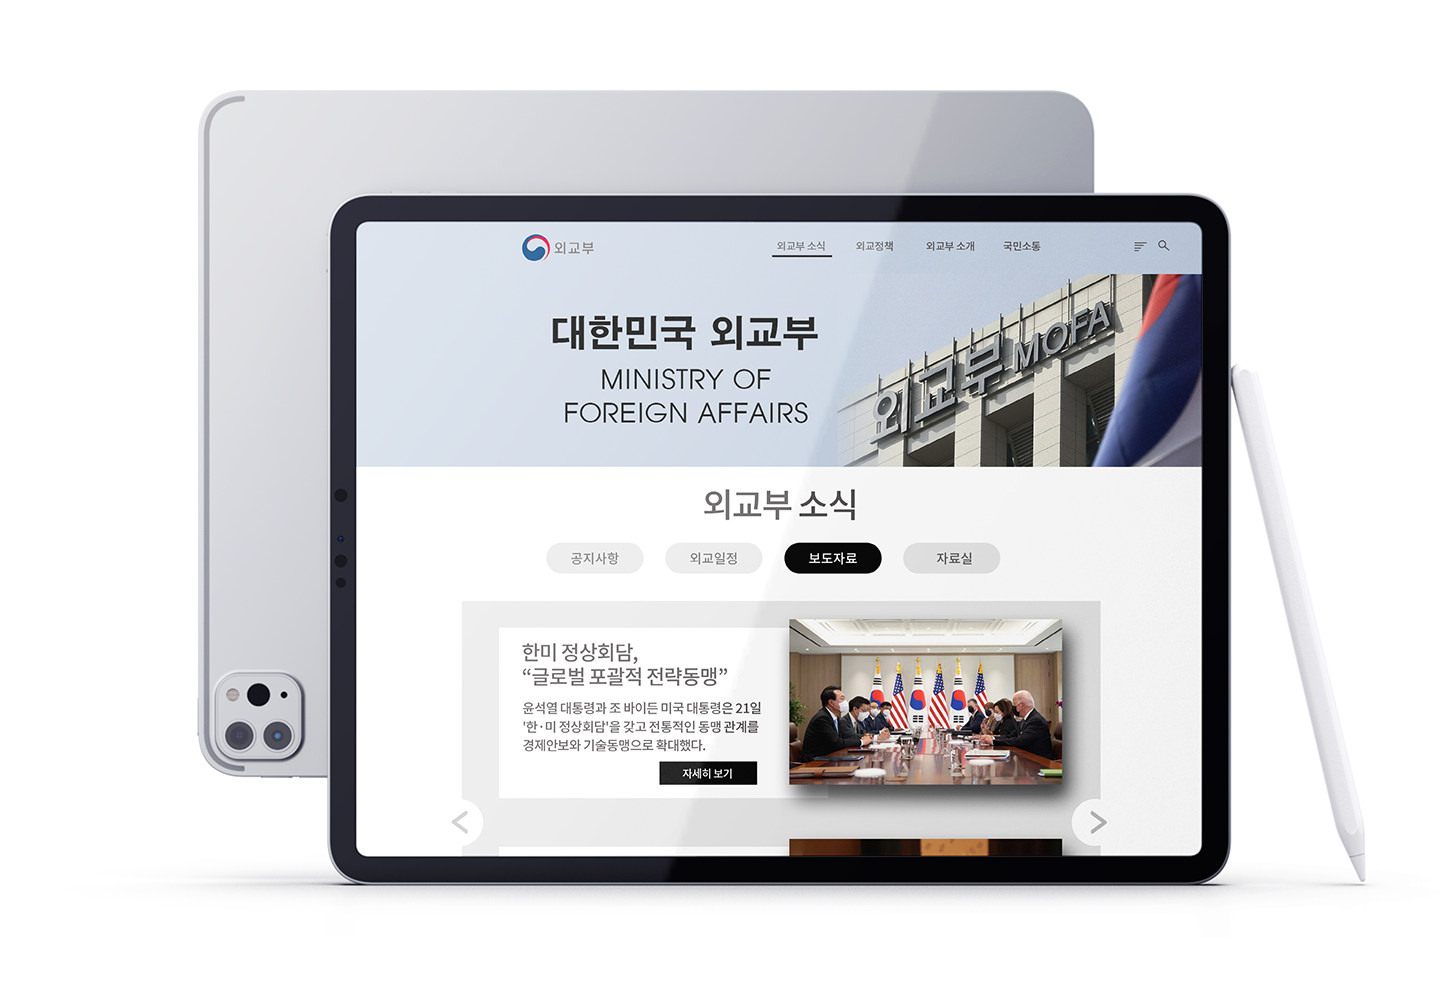 외교부
외교부 소식 외교정책 외교부 소개 국민소통
대한민국 외교부
MINISTRY OF
FOREIGN AFFAIRS
외교부 MOFA
외교부 소식
공지사항 외교일정 보도자료 자료실
한미 정상회담,
“글로벌 포괄적 전략동맹”
윤석열 대통령과 조 바이든 미국 대통령은 21일
'한·미 정상회담'을 갖고 전통적인 동맹 관계를
경제안보와 기술동맹으로 확대했다.
자세히 보기